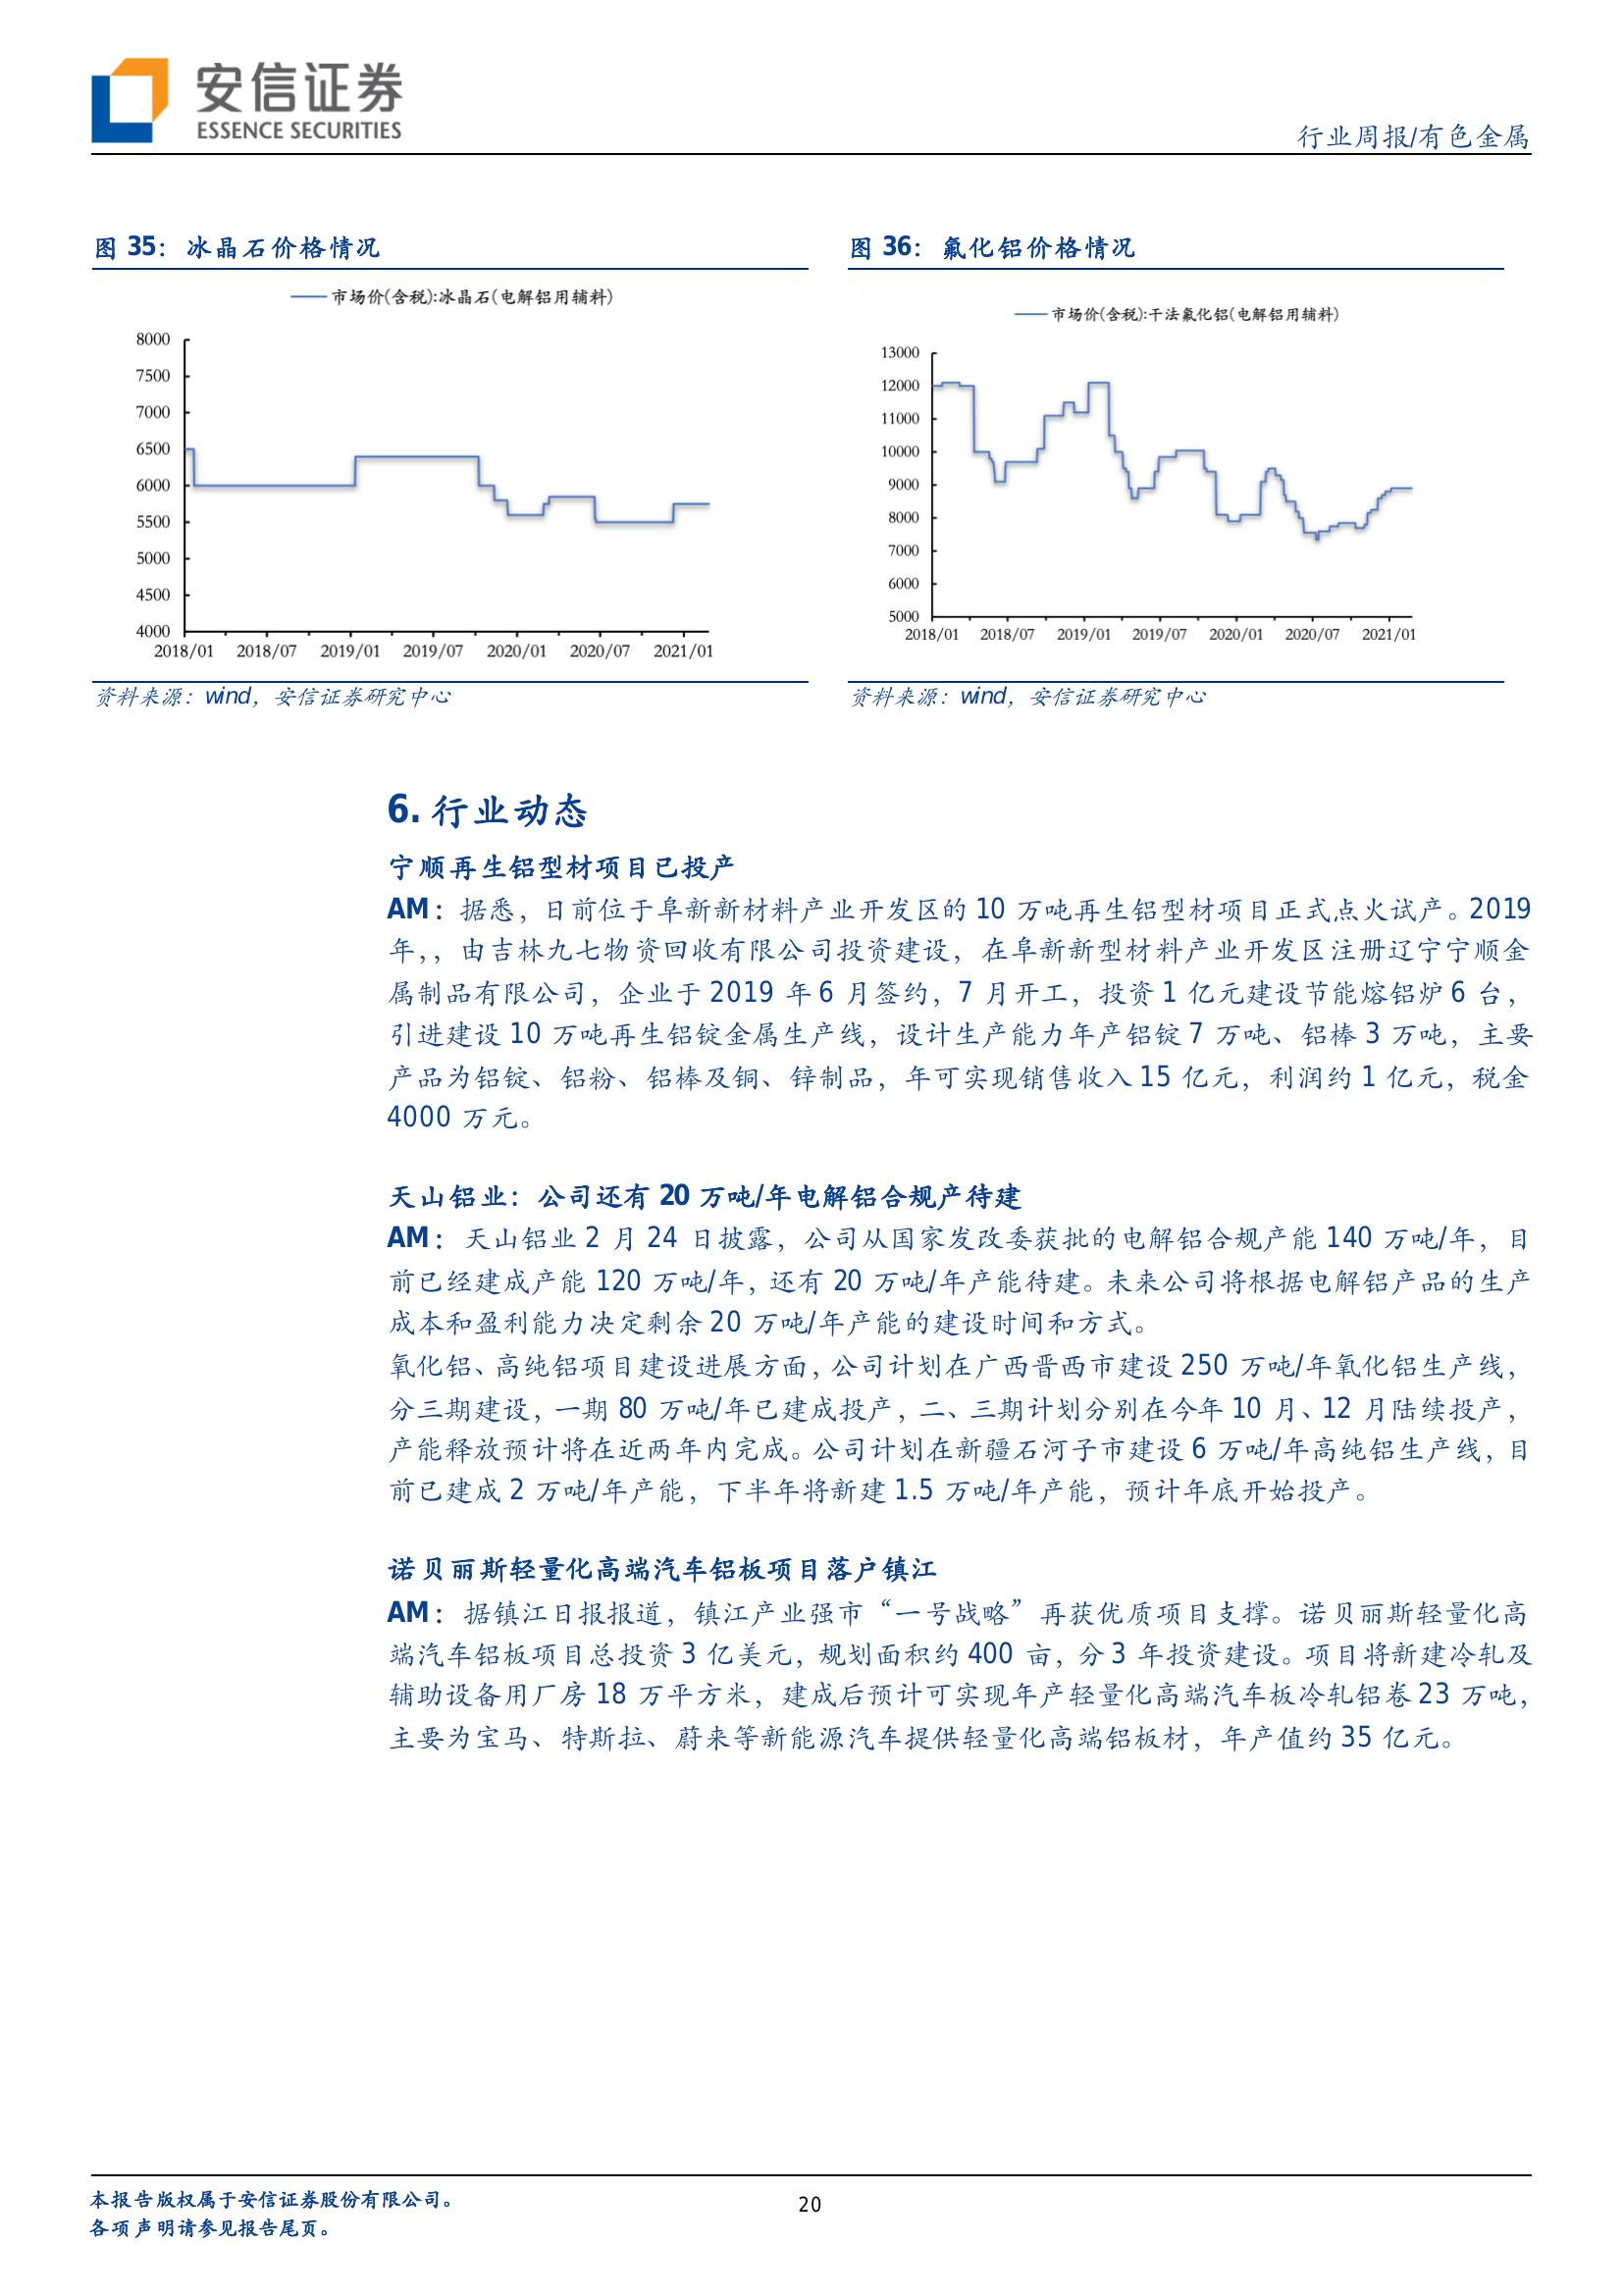 安信证券
ESSENCE SECURITIES
行业周报/有色金属
图 35：冰晶石价格情况
市场价(含税):冰晶石(电解铝用辅料)
8000
7500
7000
6500
6000
5500
5000
4500
4000
2018/01 2018/07 2019/01 2019/07 2020/01 2020/07 2021/01
资料来源：wind，安信证券研究中心
图 36：氟化铝价格情况
市场价(含税):干法氟化铝(电解铝用辅料)
13000
12000
11000
10000
9000
8000
7000
6000
5000
2018/01 2018/07 2019/01 2019/07 2020/01 2020/07 2021/01
资料来源：wind，安信证券研究中心
6. 行业动态
宁顺再生铝型材项目已投产
AM：据悉，日前位于阜新新材料产业开发区的 10 万吨再生铝型材项目正式点火试产。2019
年，，由吉林九七物资回收有限公司投资建设，在阜新新型材料产业开发区注册辽宁宁顺金
属制品有限公司，企业于 2019 年 6 月签约，7 月开工，投资 1 亿元建设节能熔铝炉 6 台，
引进建设 10 万吨再生铝锭金属生产线，设计生产能力年产铝锭 7 万吨、铝棒 3 万吨，主要
产品为铝锭、铝粉、铝棒及铜、锌制品，年可实现销售收入 15 亿元，利润约 1 亿元，税金
4000 万元。
天山铝业：公司还有 20 万吨/年电解铝合规产待建
AM：天山铝业 2 月 24 日披露，公司从国家发改委获批的电解铝合规产能 140 万吨/年，目
前已经建成产能 120 万吨/年，还有 20 万吨/年产能待建。未来公司将根据电解铝产品的生产
成本和盈利能力决定剩余 20 万吨/年产能的建设时间和方式。
氧化铝、高纯铝项目建设进展方面，公司计划在广西晋西市建设 250 万吨/年氧化铝生产线，
分三期建设，一期 80 万吨/年已建成投产，二、三期计划分别在今年 10 月、12 月陆续投产，
产能释放预计将在近两年内完成。公司计划在新疆石河子市建设 6 万吨/年高纯铝生产线，目
前已建成 2 万吨/年产能，下半年将新建 1.5 万吨/年产能，预计年底开始投产。
诺贝丽斯轻量化高端汽车铝板项目落户镇江
AM：据镇江日报报道，镇江产业强市“一号战略”再获优质项目支撑。诺贝丽斯轻量化高
端汽车铝板项目总投资 3 亿美元，规划面积约 400 亩，分 3 年投资建设。项目将新建冷轧及
辅助设备用厂房 18 万平方米，建成后预计可实现年产轻量化高端汽车板冷轧铝卷 23 万吨，
主要为宝马、特斯拉、蔚来等新能源汽车提供轻量化高端铝板材，年产值约 35 亿元。
本报告版权属于安信证券股份有限公司。
各项声明请参见报告尾页。
20